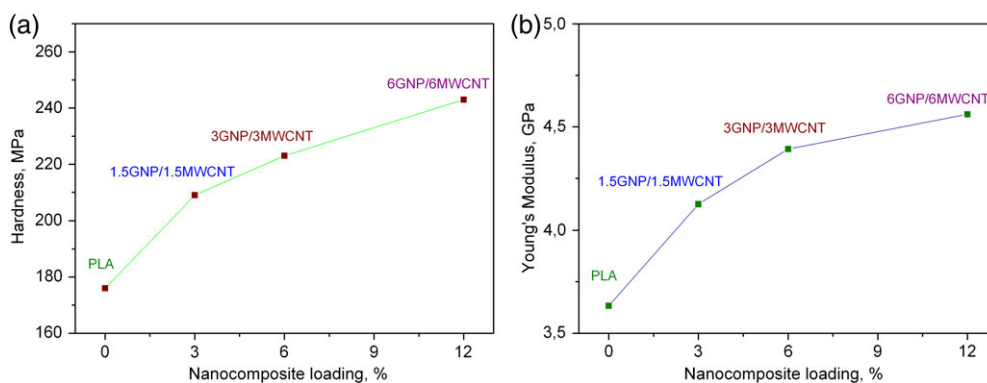 (a)
260
240
220
200
180
160
Hardness, MPa
6GNP/6MWCNT
3GNP/3MWCNT
1.5GNP/1.5MWCNT
PLA
0 3 6 9 12
Nanocomposite loading, %
(b)
5,0
4,5
4,0
3,5
Young's Modulus, GPa
6GNP/6MWCNT
3GNP/3MWCNT
1.5GNP/1.5MWCNT
PLA
0 3 6 9 12
Nanocomposite loading, %